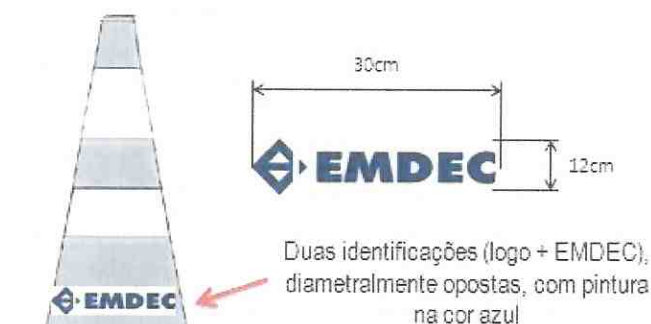 30cm
EMDEC
12cm
Duas identificações (logo + EMDEC),
diametralmente opostas, com pintura
na cor azul
EMDEC